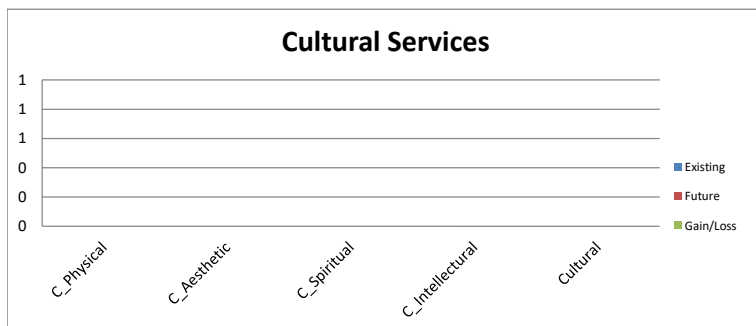 Cultural Services
1
1
1
0
0
0
Existing
Future
Gain/Loss
C_Physical
C_Aesthetic
C_Spiritual
C_Intellectural
Cultural